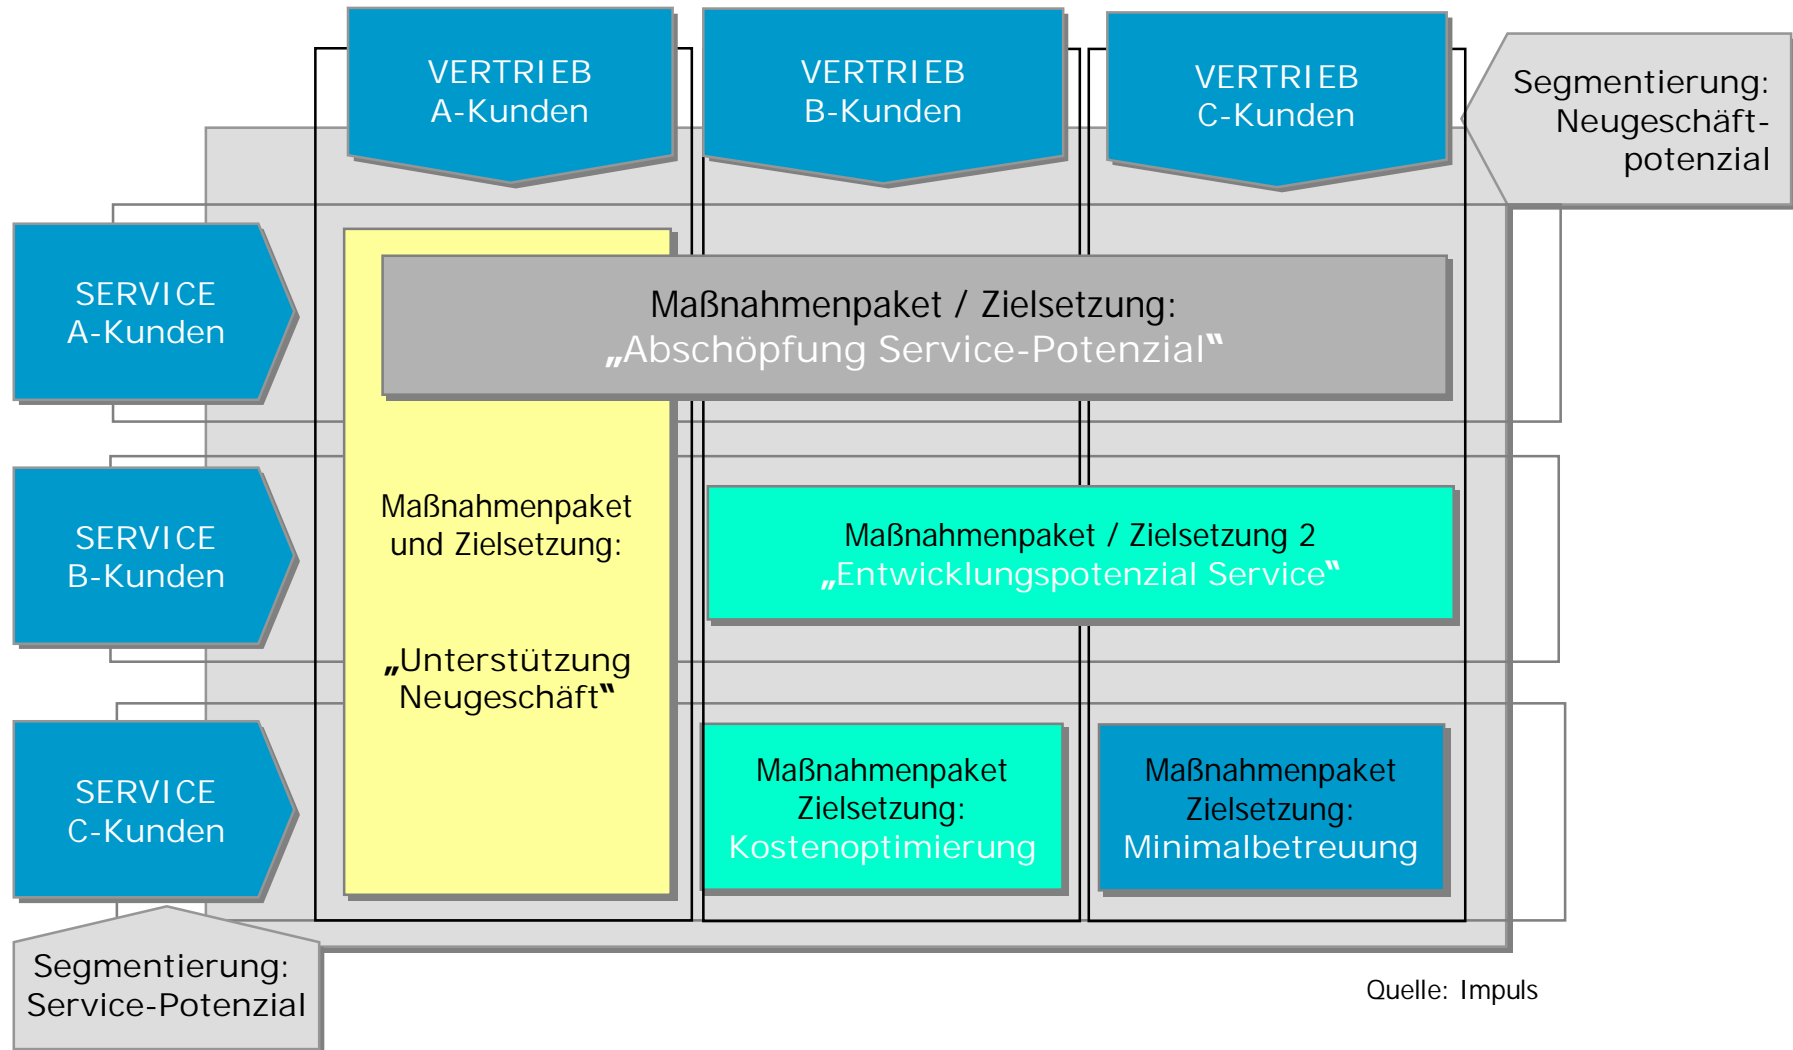 VERTRIEB
A-Kunden
VERTRIEB
B-Kunden
VERTRIEB
C-Kunden
Segmentierung:
Neugeschäft-
potenzial
SERVICE
A-Kunden
Maßnahmenpaket / Zielsetzung:
„Abschöpfung Service-Potenzial‟
SERVICE
B-Kunden
Maßnahmenpaket
und Zielsetzung:
„Unterstützung
Neugeschäft‟
Maßnahmenpaket / Zielsetzung 2
„Entwicklungspotenzial Service‟
SERVICE
C-Kunden
Maßnahmenpaket
Zielsetzung:
Kostenoptimierung
Maßnahmenpaket
Zielsetzung:
Minimalbetreuung
Segmentierung:
Service-Potenzial
Quelle: Impuls